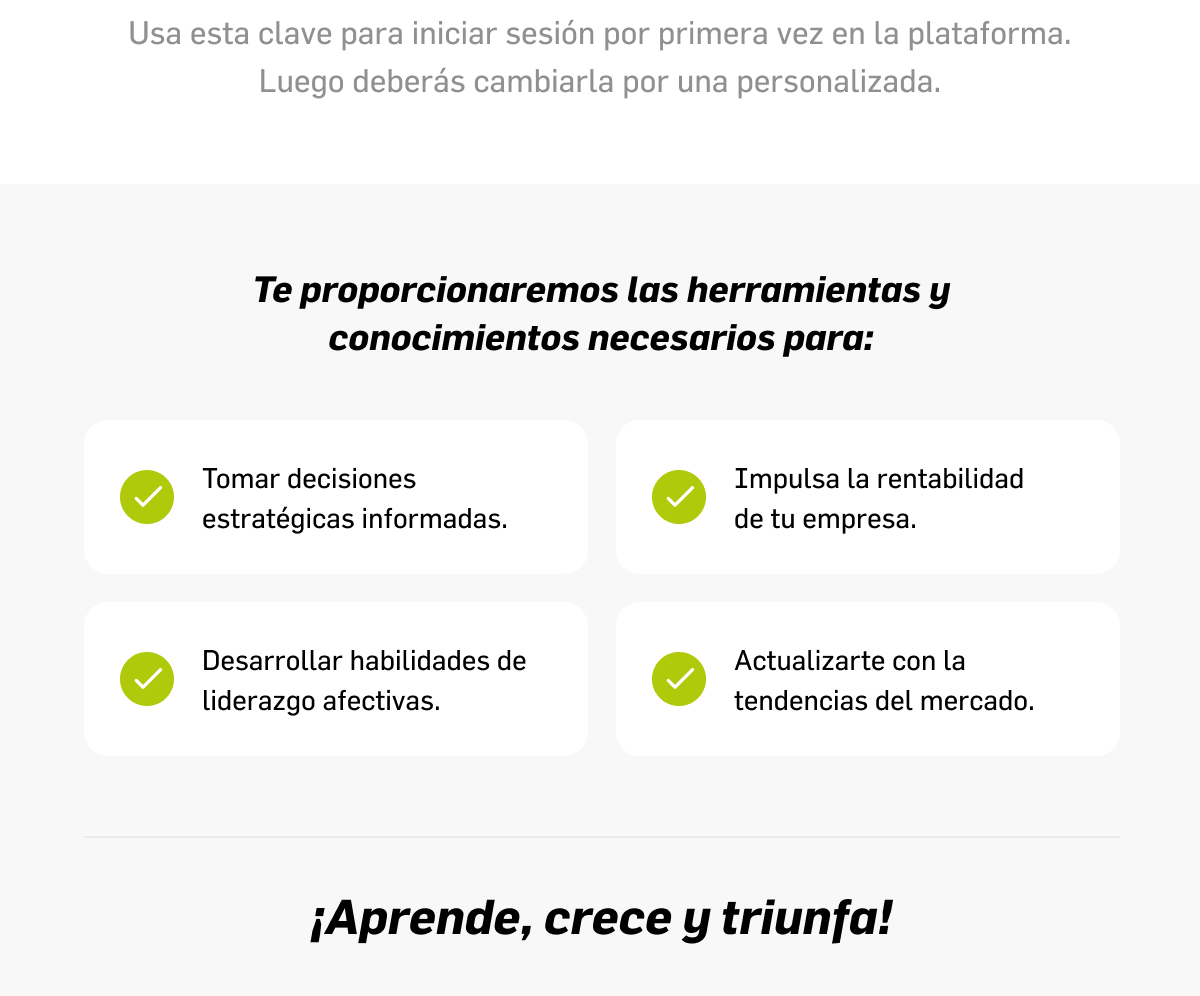 Usa esta clave para iniciar sesión por primera vez en la plataforma.
Luego deberás cambiarla por una personalizada.
Te proporcionaremos las herramientas y
conocimientos necesarios para:
Tomar decisiones
estratégicas informadas.
Impulsa la rentabilidad
de tu empresa.
Desarrollar habilidades de
liderazgo afectivas.
Actualizarte con la
tendencias del mercado.
¡Aprende, crece y triunfa!